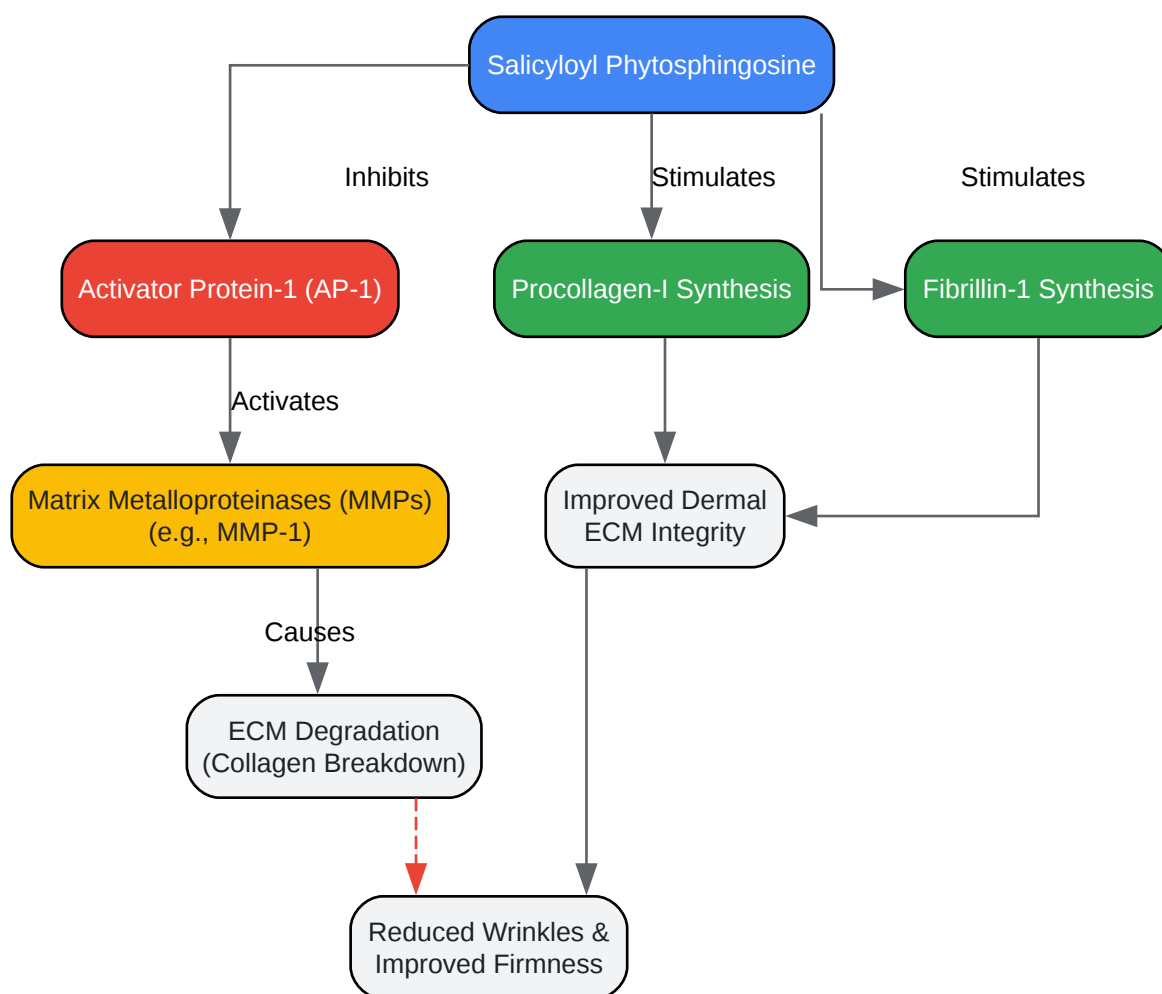 Salicyloyl Phytosphingosine
Inhibits
Stimulates
Stimulates
Activator Protein-1 (AP-1)
Procollagen-I Synthesis
Fibrillin-1 Synthesis
Activates
Matrix Metalloproteinases (MMPs)
(e.g., MMP-1)
Improved Dermal
ECM Integrity
Causes
ECM Degradation
(Collagen Breakdown)
Reduced Wrinkles &
Improved Firmness